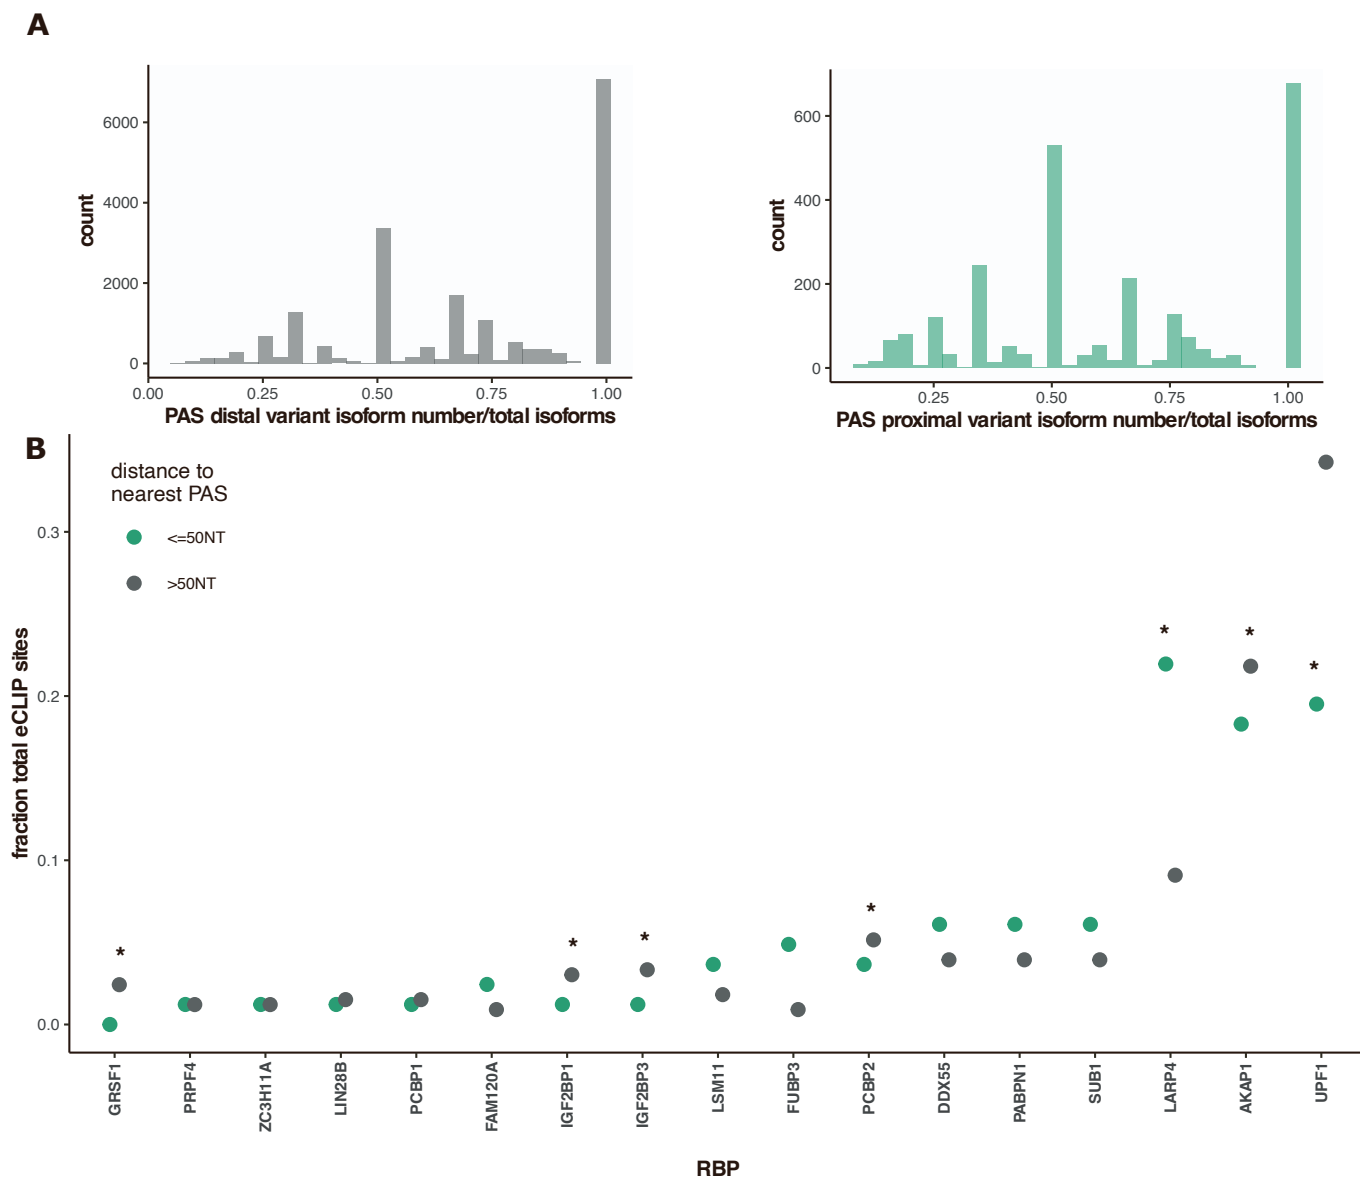 A
6000
4000
2000
0
count
0.00 0.25 0.50 0.75 1.00
PAS distal variant isoform number/total isoforms
600
400
200
0
count
0.25 0.50 0.75 1.00
PAS proximal variant isoform number/total isoforms
B
distance to
nearest PAS
<=50NT
>50NT
0.3
0.2
0.1
0.0
fraction total eCLIP sites
*
*
*
*
*
*
*
GRSF1
PRPF4
ZC3H11A
LIN28B
PCBP1
FAM120A
IGF2BP1
IGF2BP3
LSM11
FUBP3
PCBP2
DDX55
PABPN1
SUB1
LARP4
AKAP1
UPF1
RBP